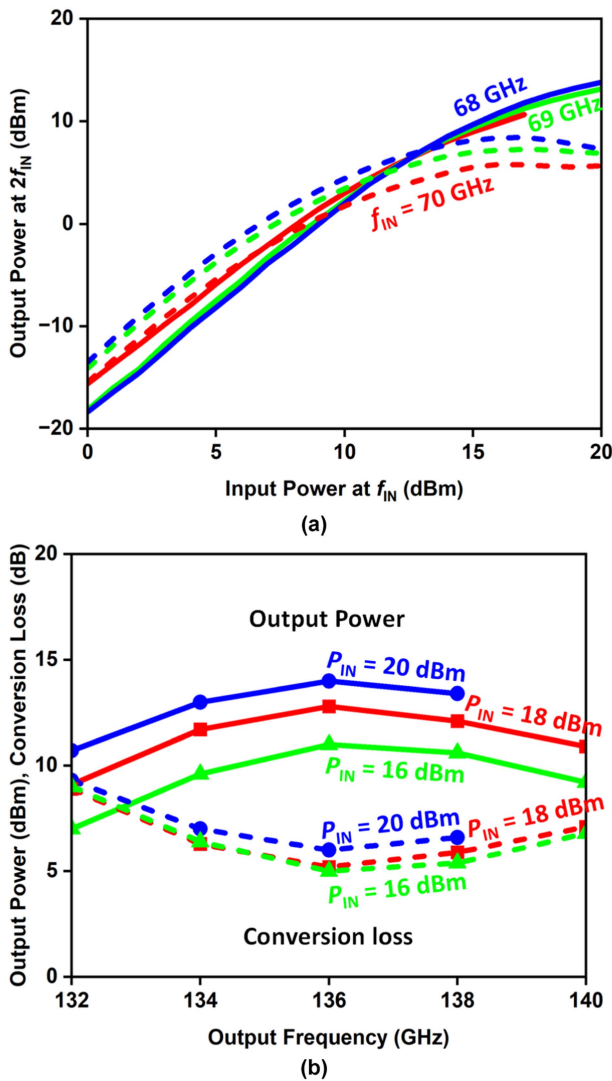 20
10
0
−10
−20
0
5
10
15
20
Output Power at 2fIN (dBm)
68 GHz
69 GHz
fIN = 70 GHz
Input Power at fIN (dBm)
(a)
20
15
10
5
0
132
134
136
138
140
Output Power (dBm), Conversion Loss (dB)
Output Power
PIN = 20 dBm
PIN = 18 dBm
PIN = 16 dBm
PIN = 20 dBm
PIN = 18 dBm
PIN = 16 dBm
Conversion loss
Output Frequency (GHz)
(b)